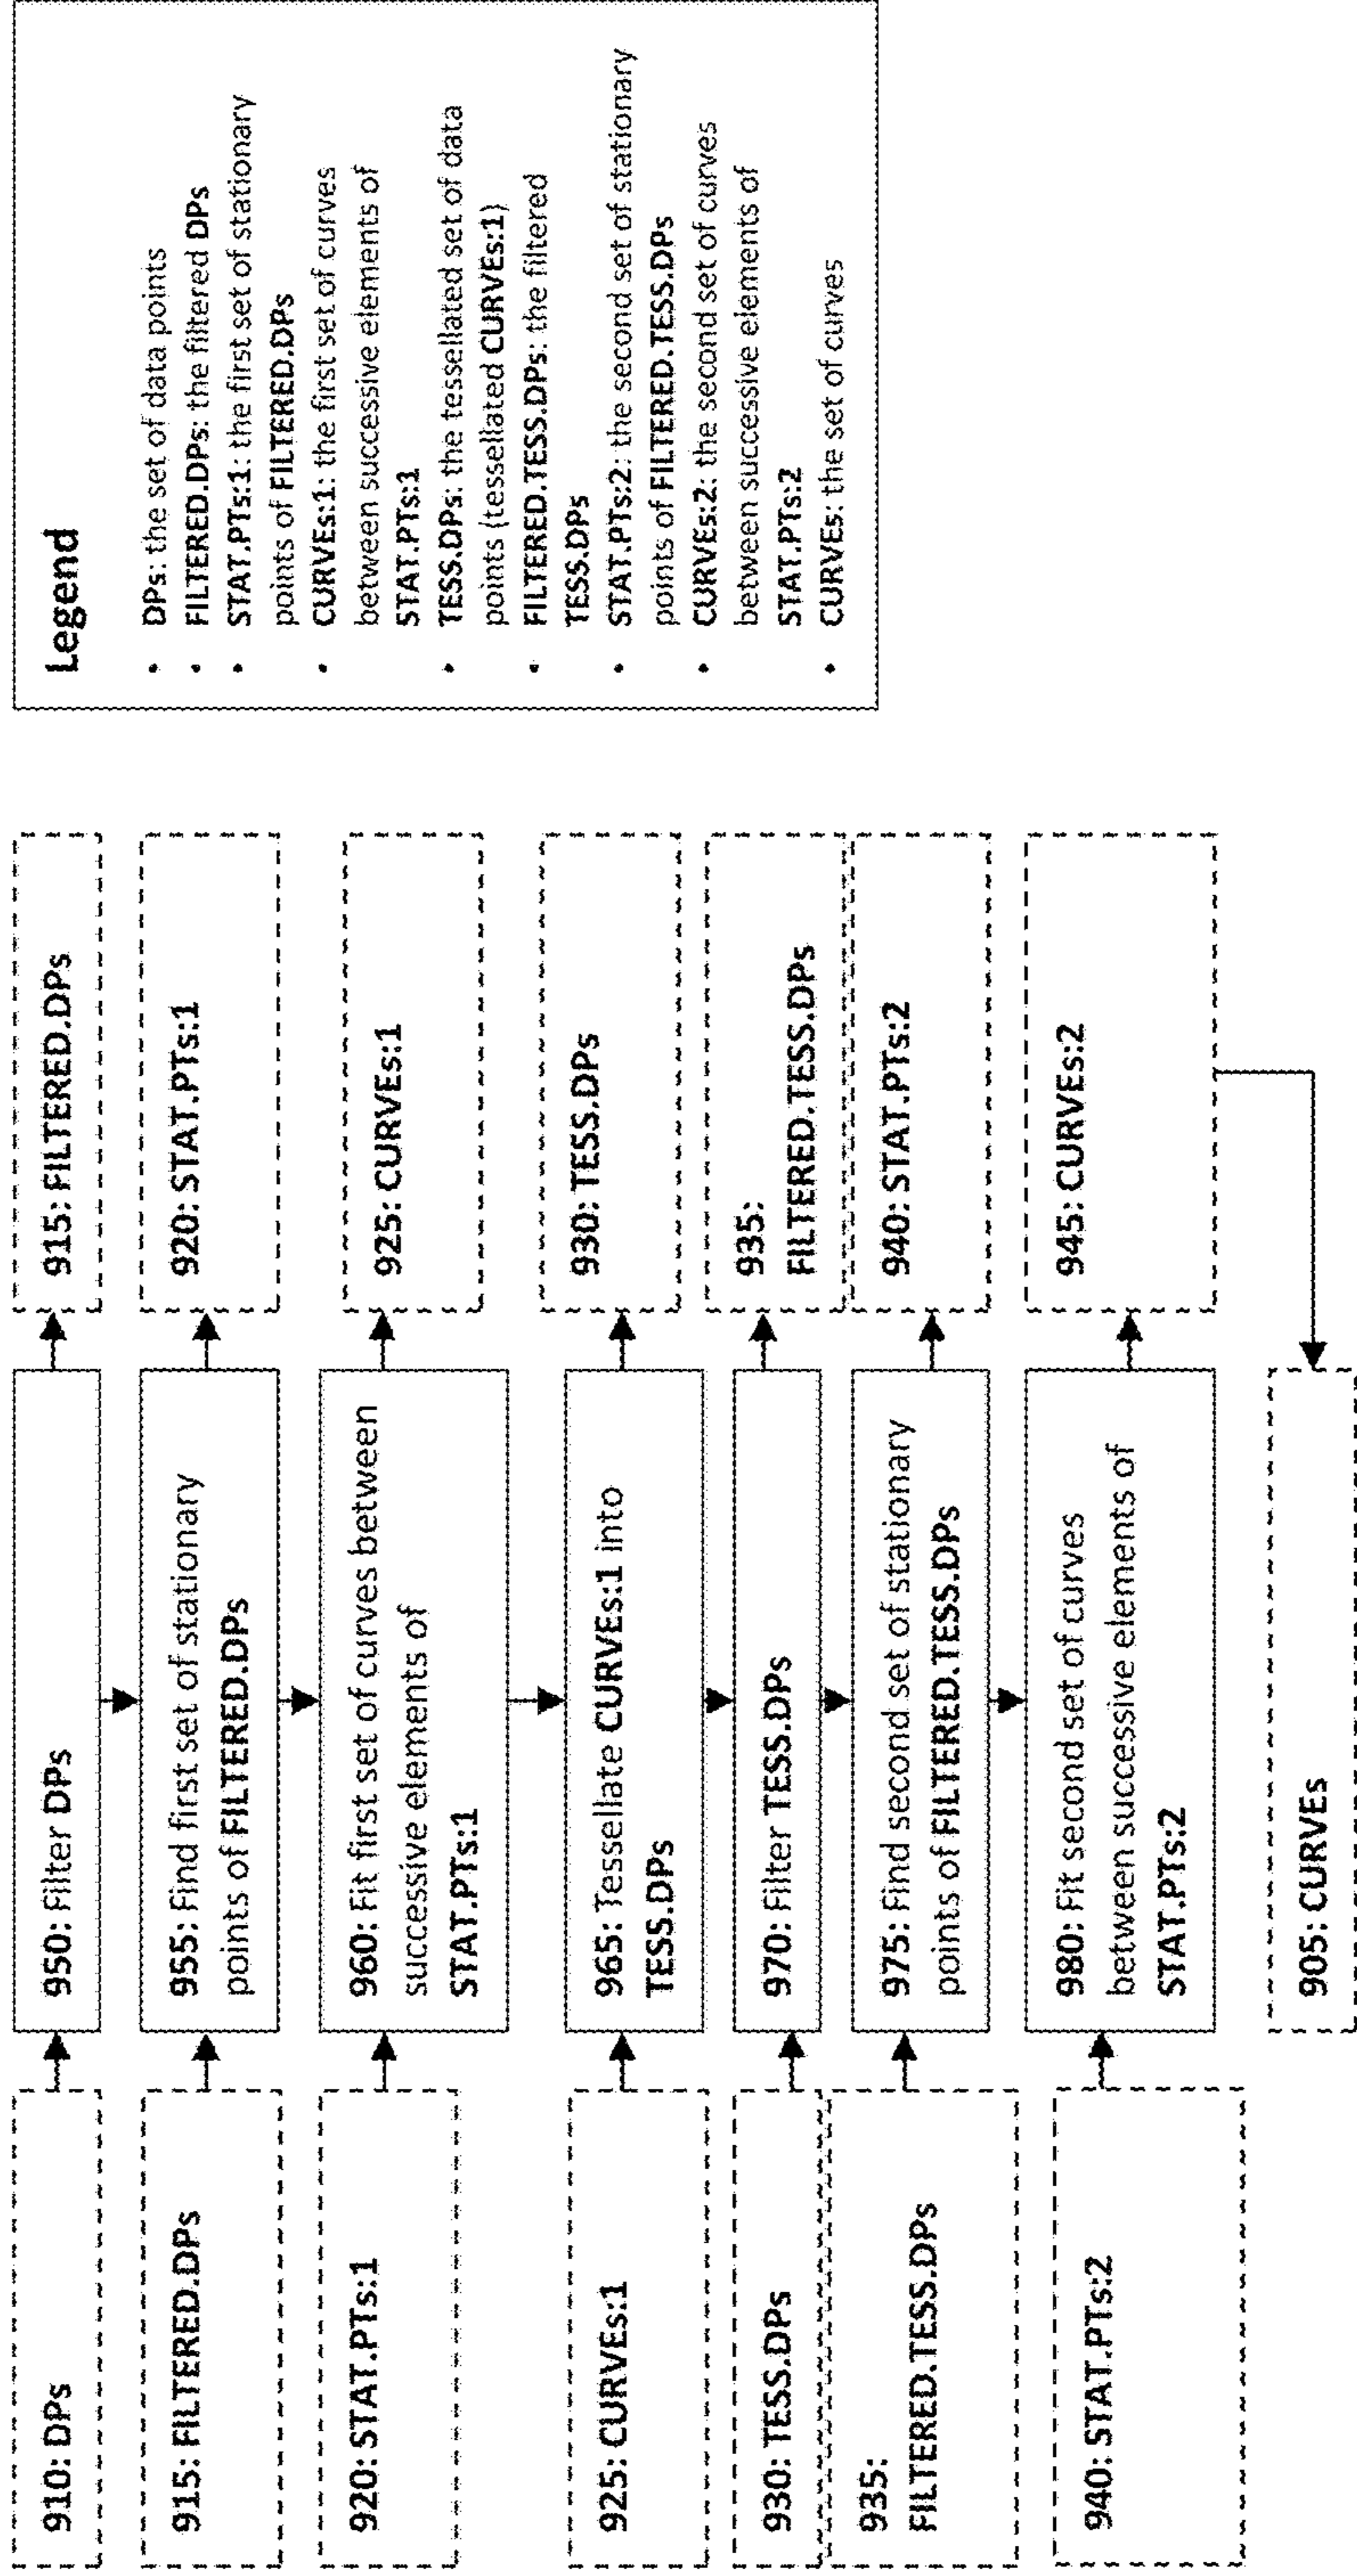 910: DPs
950: Filter DPs
915: FILTERED.DPs
915: FILTERED.DPs
955: Find first set of stationary
points of FILTERED.DPs
920: STAT.PTs:1
920: STAT.PTs:1
960: Fit first set of curves between
successive elements of
STAT.PTs:1
925: CURVEs:1
925: CURVEs:1
965: Tessellate CURVEs:1 into
TESS.DPs
930: TESS.DPs
930: TESS.DPs
970: Filter TESS.DPs
935:
FILTERED.TESS.DPs
935:
FILTERED.TESS.DPs
975: Find second set of stationary
points of FILTERED.TESS.DPs
940: STAT.PTs:2
940: STAT.PTs:2
980: Fit second set of curves
between successive elements of
STAT.PTs:2
945: CURVEs:2
905: CURVEs
Legend
• DPs: the set of data points
• FILTERED.DPs: the filtered DPs
• STAT.PTs:1: the first set of stationary
points of FILTERED.DPs
• CURVEs:1: the first set of curves
between successive elements of
STAT.PTs:1
• TESS.DPs: the tessellated set of data
points (tessellated CURVEs:1)
• FILTERED.TESS.DPs: the filtered
TESS.DPs
• STAT.PTs:2: the second set of stationary
points of FILTERED.TESS.DPs
• CURVEs:2: the second set of curves
between successive elements of
STAT.PTs:2
• CURVEs: the set of curves